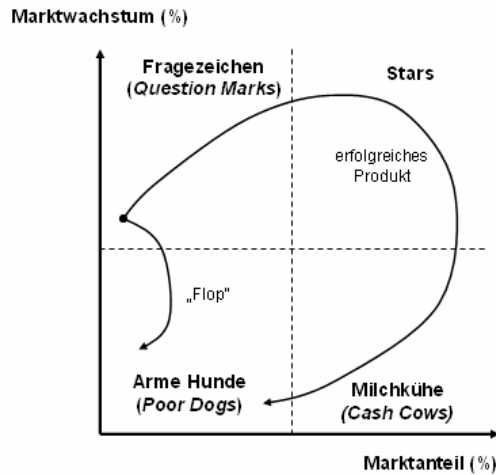 Marktwachstum (%)
Fragezeichen
(Question Marks)
Stars
erfolgreiches
Produkt
„Flop"
Arme Hunde
(Poor Dogs)
Milchkühe
(Cash Cows)
Marktanteil (%)